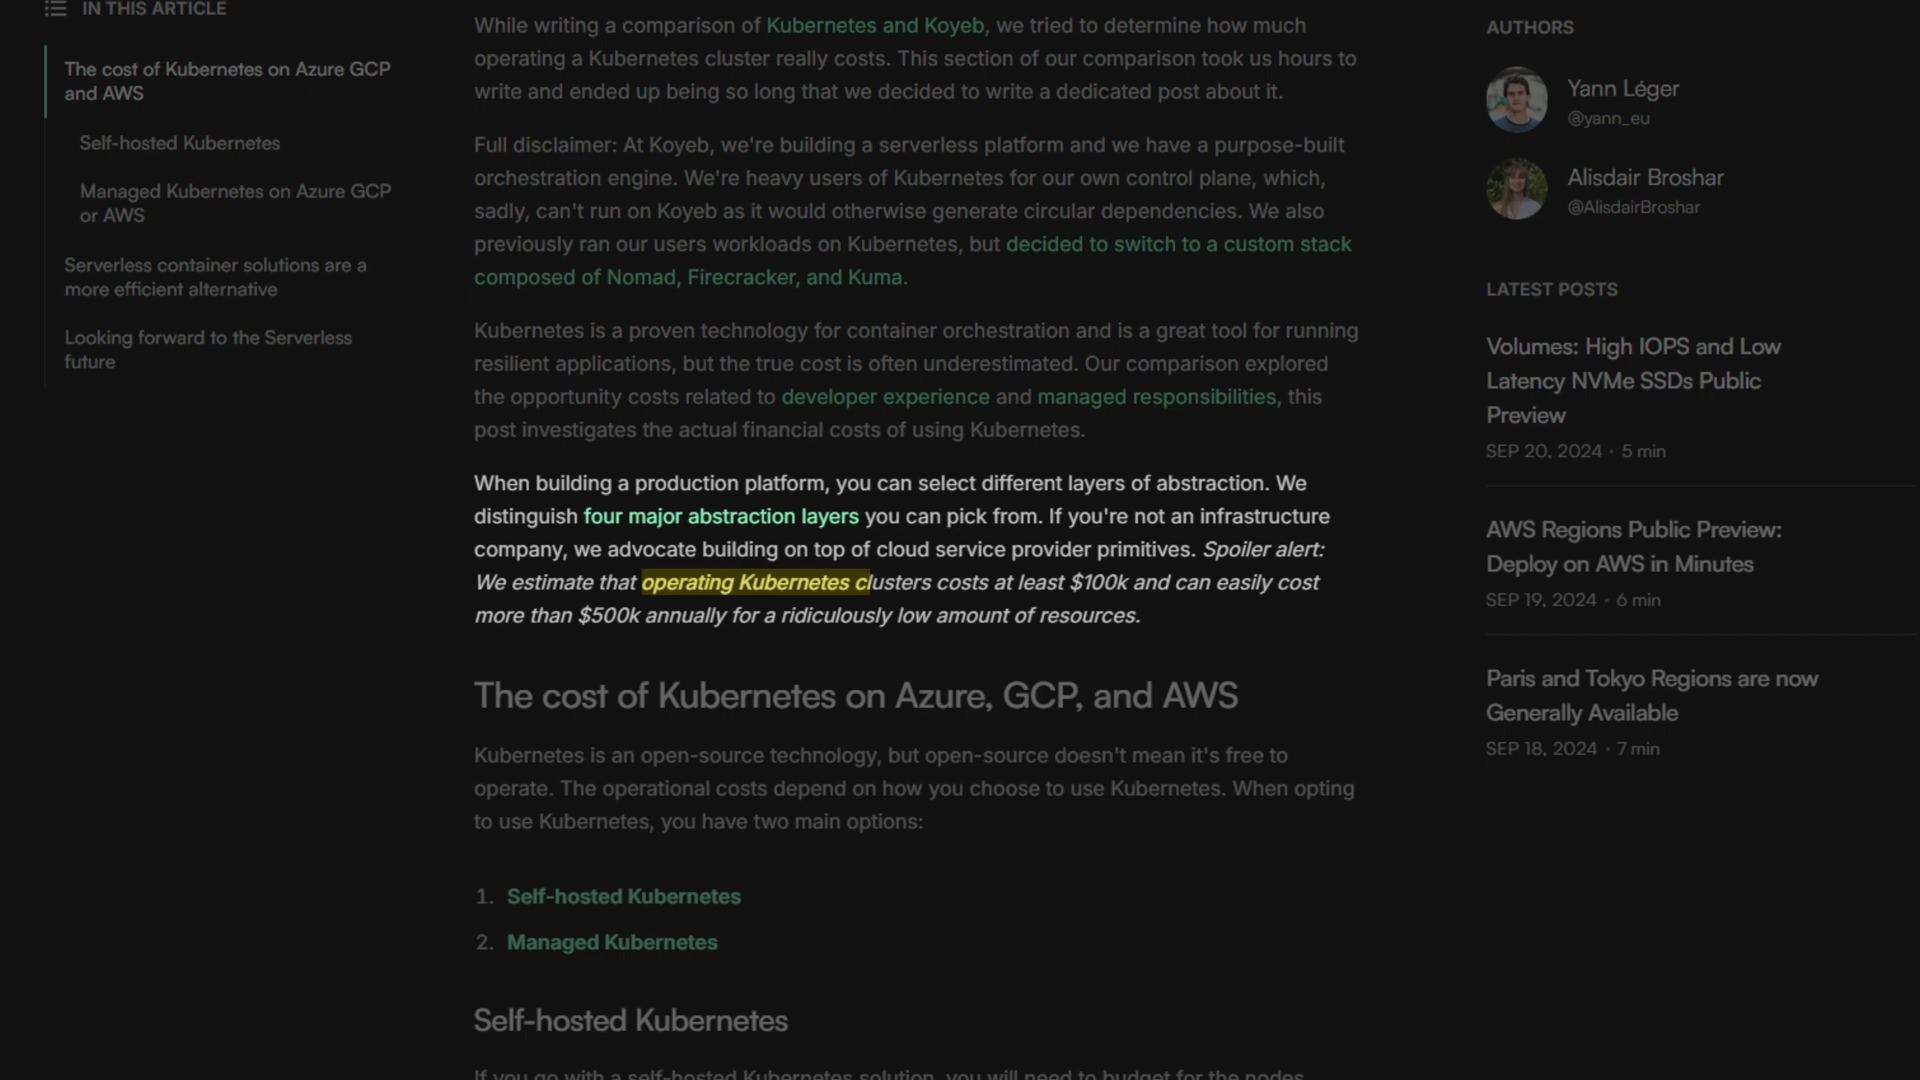 IN THIS ARTICLE
The cost of Kubernetes on Azure GCP
and AWS
Self-hosted Kubernetes
Managed Kubernetes on Azure GCP
or AWS
Serverless container solutions are a
more efficient alternative
Looking forward to the Serverless
future
While writing a comparison of Kubernetes and Koyeb, we tried to determine how much
operating a Kubernetes cluster really costs. This section of our comparison took us hours to
write and ended up being so long that we decided to write a dedicated post about it.
Full disclaimer: At Koyeb, we're building a serverless platform and we have a purpose-built
orchestration engine. We're heavy users of Kubernetes for our own control plane, which,
sadly, can't run on Koyeb as it would otherwise generate circular dependencies. We also
previously ran our users workloads on Kubernetes, but decided to switch to a custom stack
composed of Nomad, Firecracker, and Kuma.
Kubernetes is a proven technology for container orchestration and is a great tool for running
resilient applications, but the true cost is often underestimated. Our comparison explored
the opportunity costs related to developer experience and managed responsibilities, this
post investigates the actual financial costs of using Kubernetes.
When building a production platform, you can select different layers of abstraction. We
distinguish four major abstraction layers you can pick from. If you're not an infrastructure
company, we advocate building on top of cloud service provider primitives. Spoiler alert:
We estimate that operating Kubernetes clusters costs at least $100k and can easily cost
more than $500k annually for a ridiculously low amount of resources.
The cost of Kubernetes on Azure, GCP, and AWS
Kubernetes is an open-source technology, but open-source doesn't mean it's free to
operate. The operational costs depend on how you choose to use Kubernetes. When opting
to use Kubernetes, you have two main options:
1. Self-hosted Kubernetes
2. Managed Kubernetes
Self-hosted Kubernetes
If you go with a self-hosted Kubernetes solution, you will need to budget for the nodes
AUTHORS
Yann Léger
@yann_eu
Alisdair Broshar
@AlisdairBroshar
LATEST POSTS
Volumes: High IOPS and Low
Latency NVMe SSDs Public
Preview
SEP 20, 2024 • 5 min
AWS Regions Public Preview:
Deploy on AWS in Minutes
SEP 19, 2024 • 6 min
Paris and Tokyo Regions are now
Generally Available
SEP 18, 2024 • 7 min